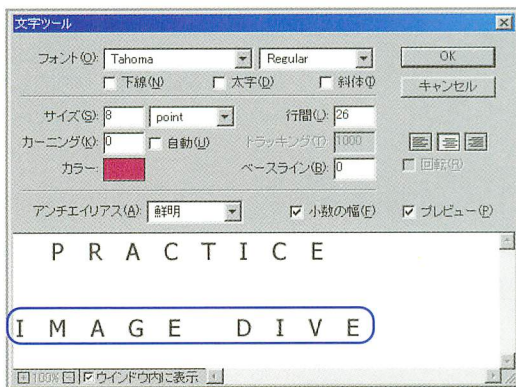 文字ツール
フォント(O): Tahoma Regular OK
下線(N) 太字(D) 斜体(I) キャンセル
サイズ(S): 8 point 行間(L): 26
カーニング(K): 0 自動(U) トラッキング(T): 1000
カラー: ベースライン(B): 0 回転(R)
アンチエイリアス(A): 鮮明 小数の幅(F) プレビュー(P)
P R A C T I C E
I M A G E D I V E
100% ウインドウ内に表示